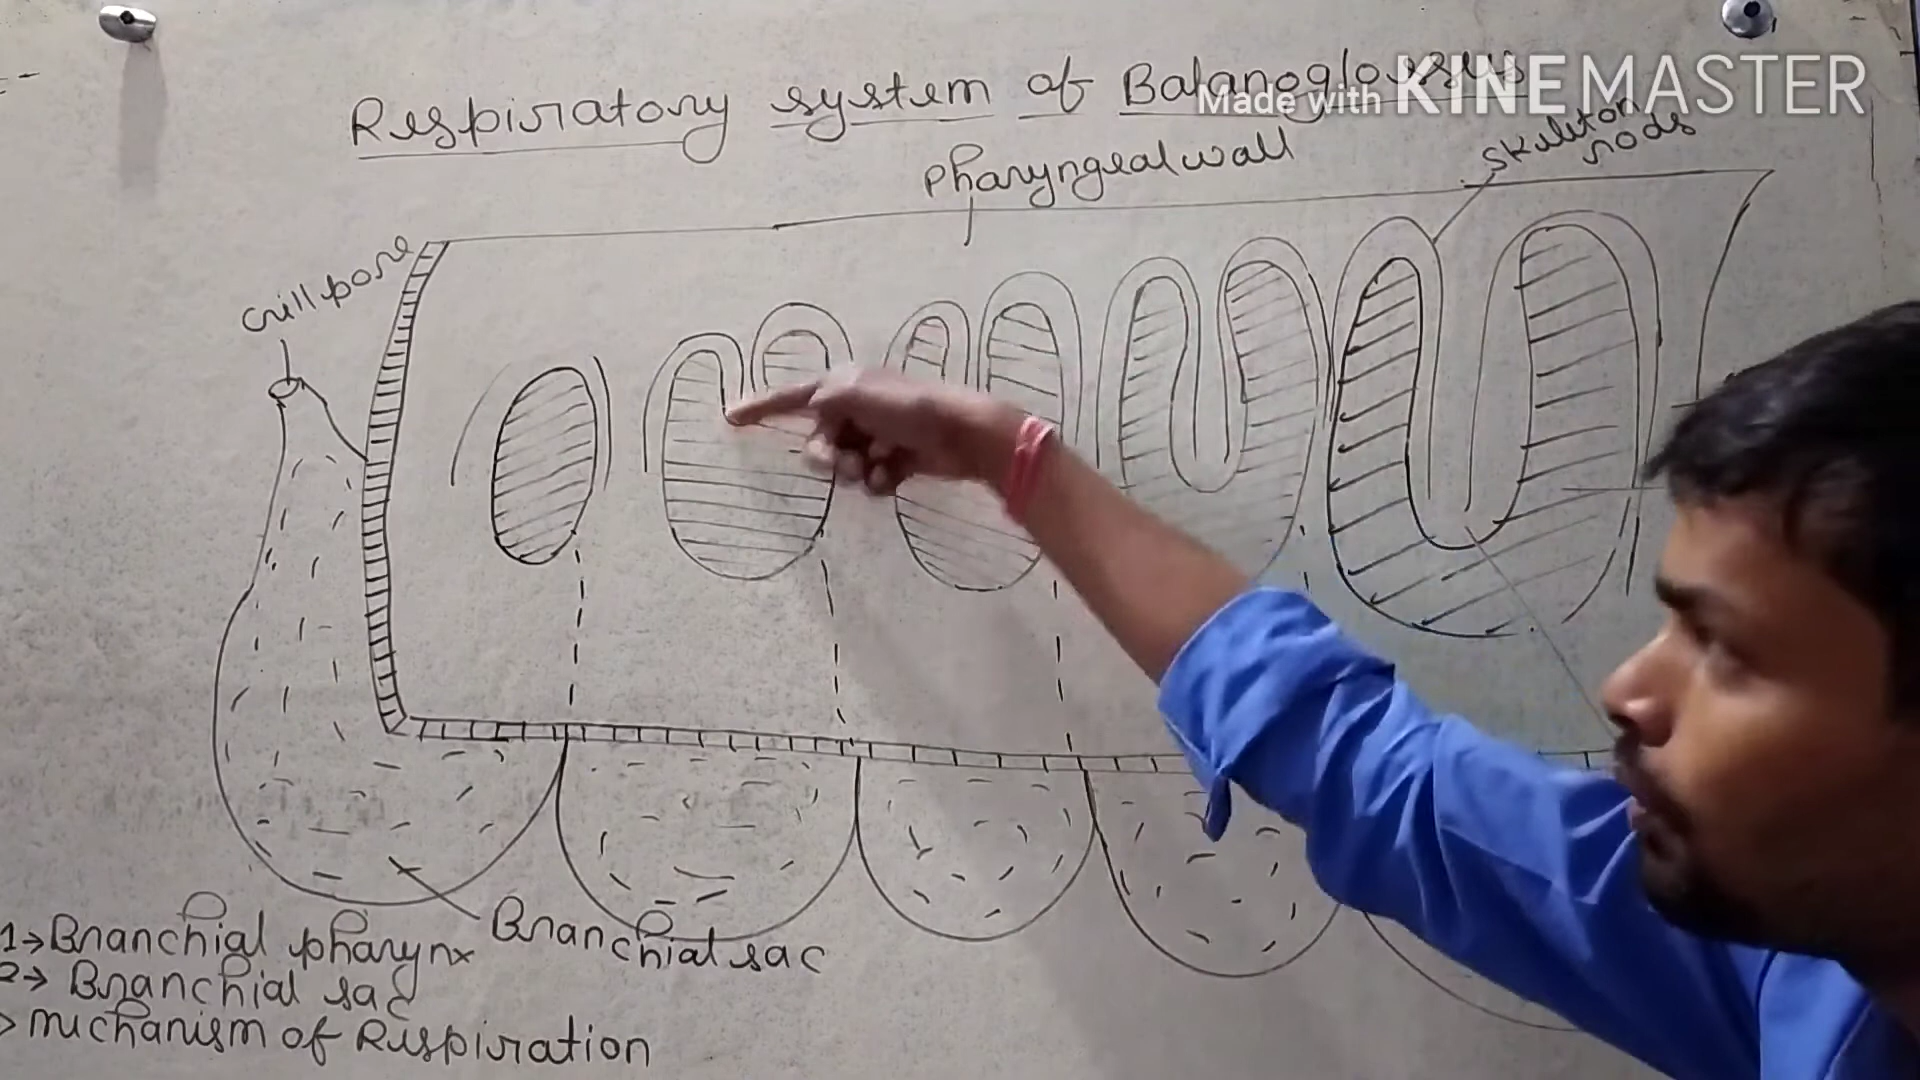 Respiratory system of Balanoglossus
Made with KINEMASTER
Pharyngeal wall
skeleton
rods
Grill pore
1→ Branchial pharynx
Branchial sac
2→ Branchial sac
mechanism of Respiration